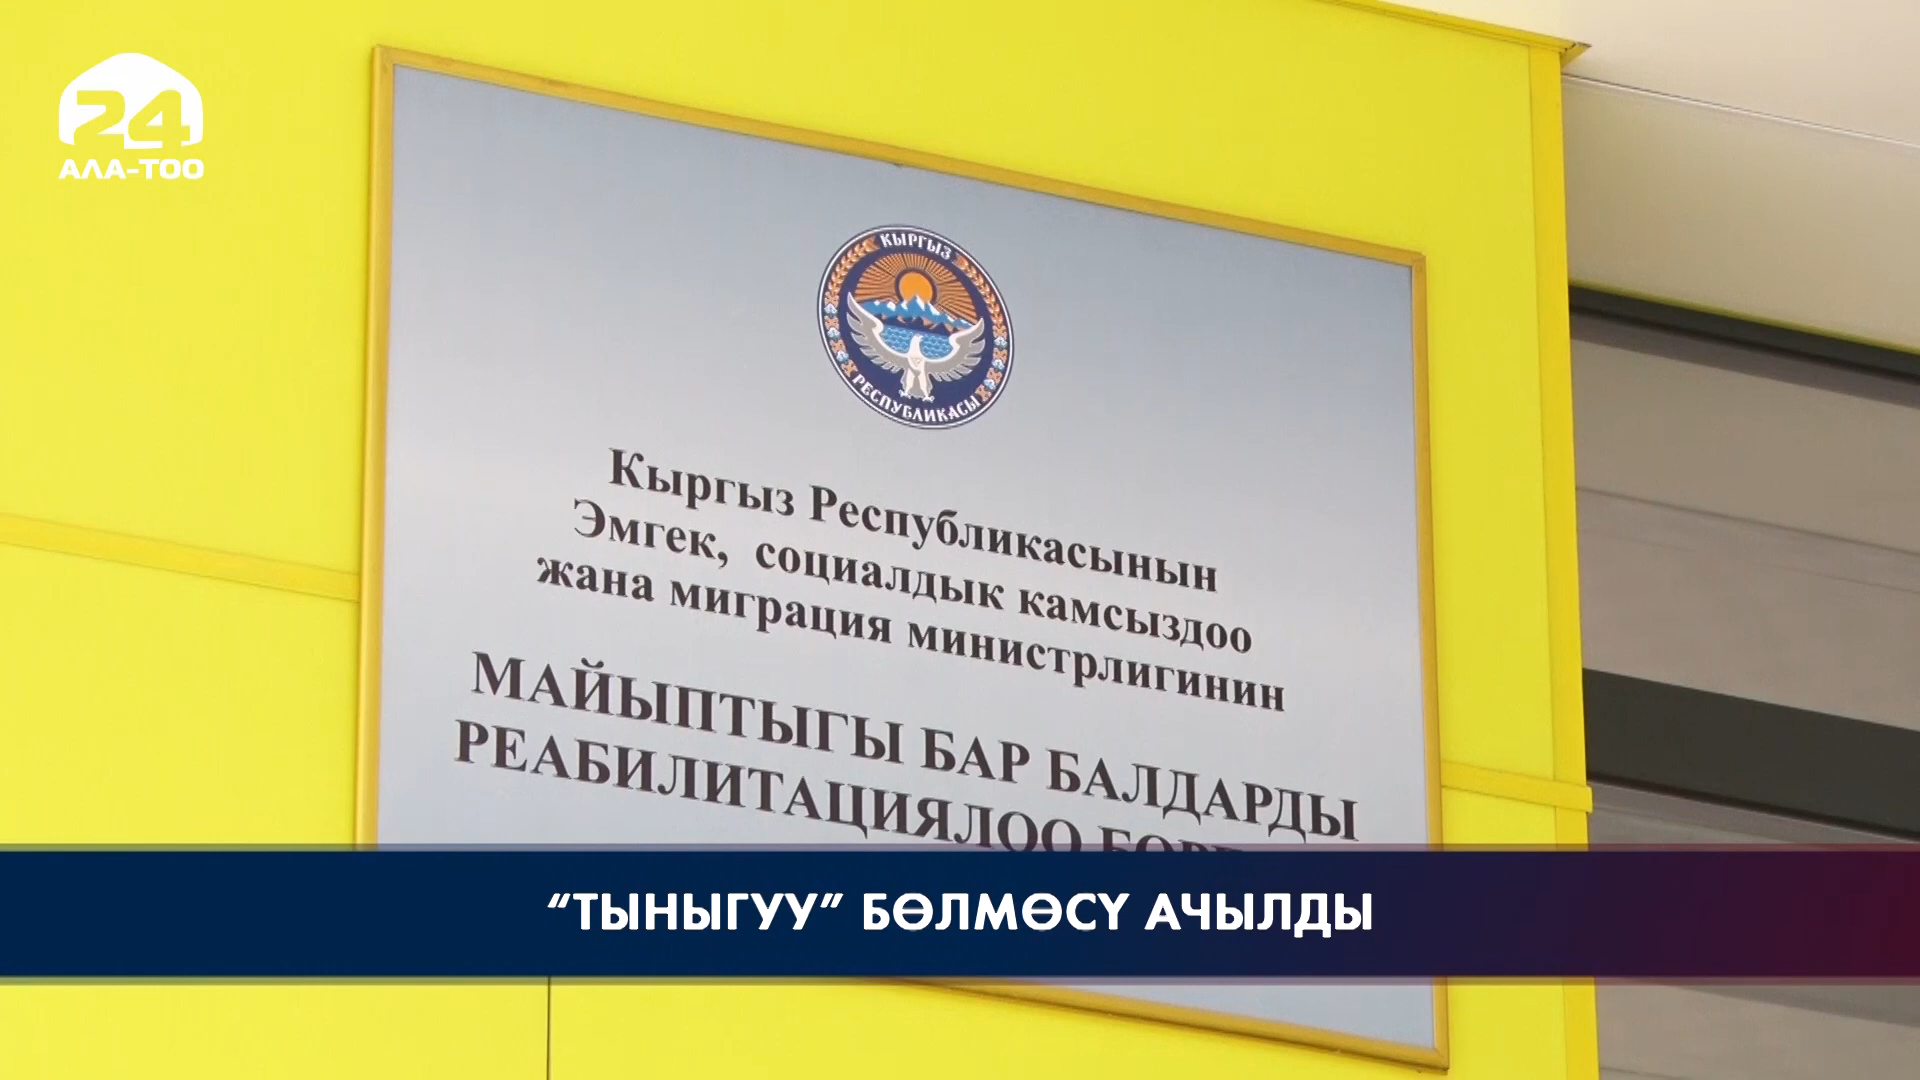 24
АЛА-ТОО
КЫРГЫЗ
РЕСПУБЛИКАСЫ
Кыргыз Республикасынын
Эмгек, социалдык камсыздоо
жана миграция министрлигинин
МАЙЫПТЫГЫ БАР БАЛДАРДЫ
РЕАБИЛИТАЦИЯЛОО
“ТЫНЫГУУ” БӨЛМӨСҮ АЧЫЛДЫ